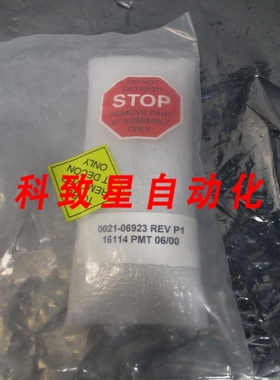 DO NOT
DETRASH
STOP
REMOVE PART
AT ASSEMBLY
ONLY
科致星自动化
0021-06923 REV P1
16114 PMT 06/00